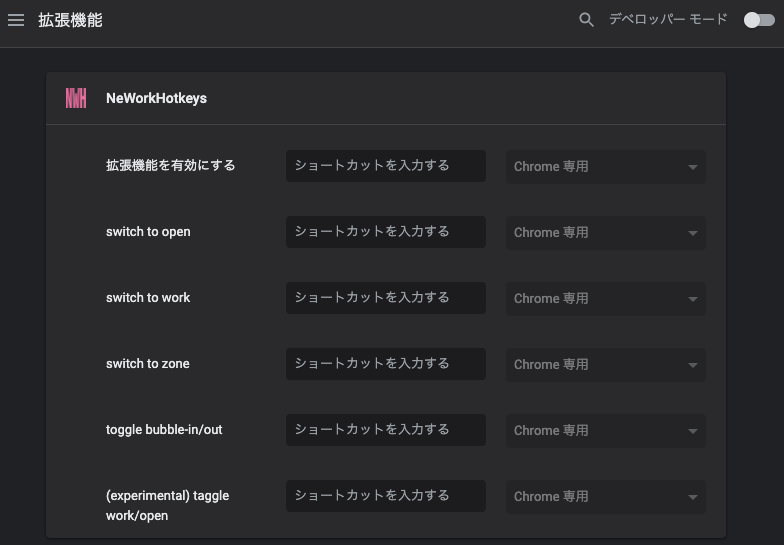 拡張機能 デベロッパー モード
NWH NeWorkHotkeys
拡張機能を有効にする ショートカットを入力する Chrome 専用
switch to open ショートカットを入力する Chrome 専用
switch to work ショートカットを入力する Chrome 専用
switch to zone ショートカットを入力する Chrome 専用
toggle bubble-in/out ショートカットを入力する Chrome 専用
(experimental) taggle ショートカットを入力する Chrome 専用
work/open